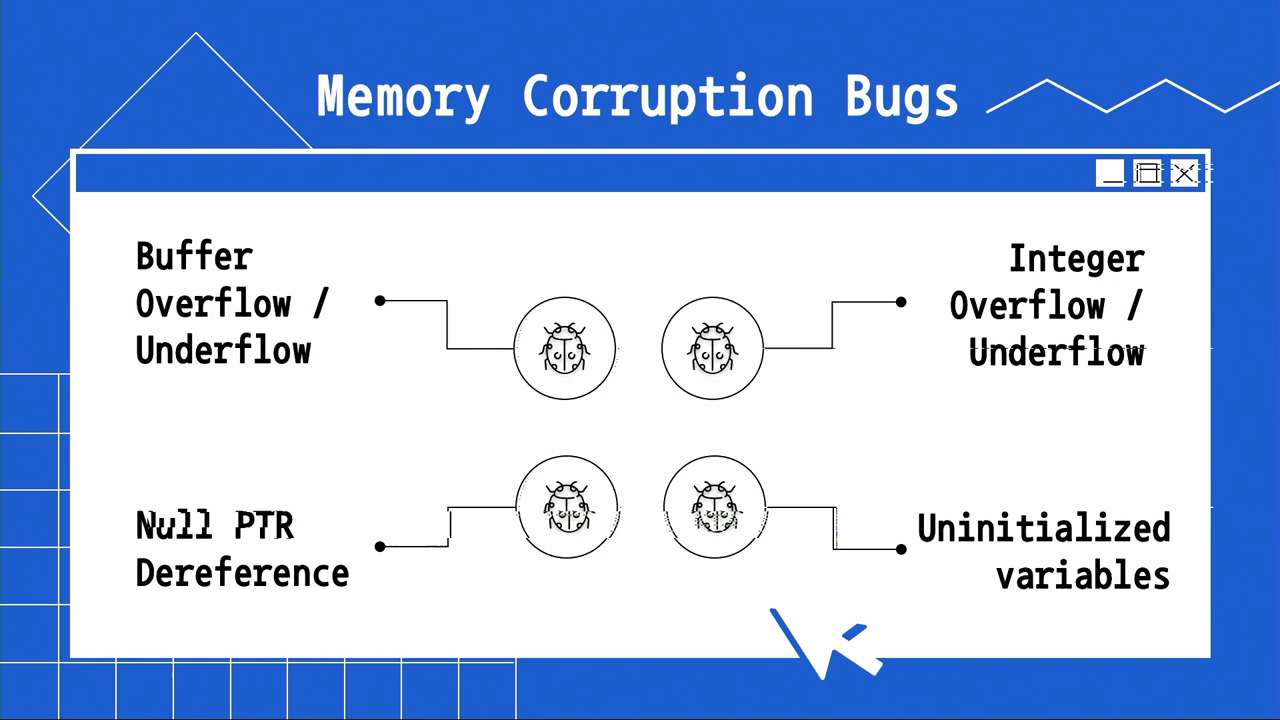 Memory Corruption Bugs
Buffer
Overflow /
Underflow
Integer
Overflow /
Underflow
Null PTR
Dereference
Uninitialized
variables